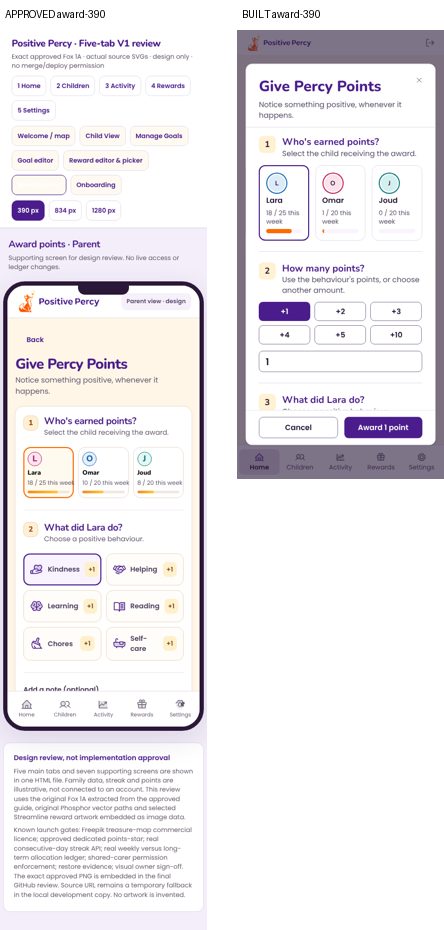 APPROVED award-390
Positive Percy · Five-tab V1 review
Exact approved Fox 1A · actual source SVGs · design only ·
no merge/deploy permission
1 Home
2 Children
3 Activity
4 Rewards
5 Settings
Welcome / map
Child View
Manage Goals
Goal editor
Reward editor & picker
Onboarding
390 px
834 px
1280 px
Award points · Parent
Supporting screen for design review. No live access or
ledger changes.
Positive Percy
Parent view · design
Back
Give Percy Points
Notice something positive, whenever it
happens.
1
Who's earned points?
Select the child receiving the award.
L
Lara
18 / 25 this week
O
Omar
10 / 20 this week
J
Joud
8 / 20 this week
2
What did Lara do?
Choose a positive behaviour.
Kindness
+1
Helping
+1
Learning
+1
Reading
+1
Chores
+1
Self-
care
+1
Add a note (optional)
Home
Children
Activity
Rewards
Settings
Design review, not implementation approval
Five main tabs and seven supporting screens are shown
in one HTML file. Family data, streak and points are
illustrative, not connected to an account. This review
uses the original Fox 1A extracted from the approved
guide, original Phosphor vector paths and selected
Streamline reward artwork embedded as image data.
Known launch gates: Freepik treasure-map commercial
licence; approved dedicated points-star; real
consecutive-day streak API; real weekly versus long-
term allocation ledger; shared-carer permission
enforcement; restore evidence; visual owner sign-off.
The exact approved PNG is embedded in the final
GitHub review. Source URL remains a temporary fallback
in the local development copy. No artwork is invented.
BUILT award-390
Positive Percy
Give Percy Points
×
Notice something positive, whenever it
happens.
1
Who's earned points?
Select the child receiving the award.
L
Lara
18 / 25 this
week
O
Omar
1 / 20 this
week
J
Joud
0 / 20 this
week
2
How many points?
Use the behaviour's points, or choose
another amount.
+1
+2
+3
+4
+5
+10
1
3
What did Lara do?
Cancel
Award 1 point
Home
Children
Activity
Rewards
Settings